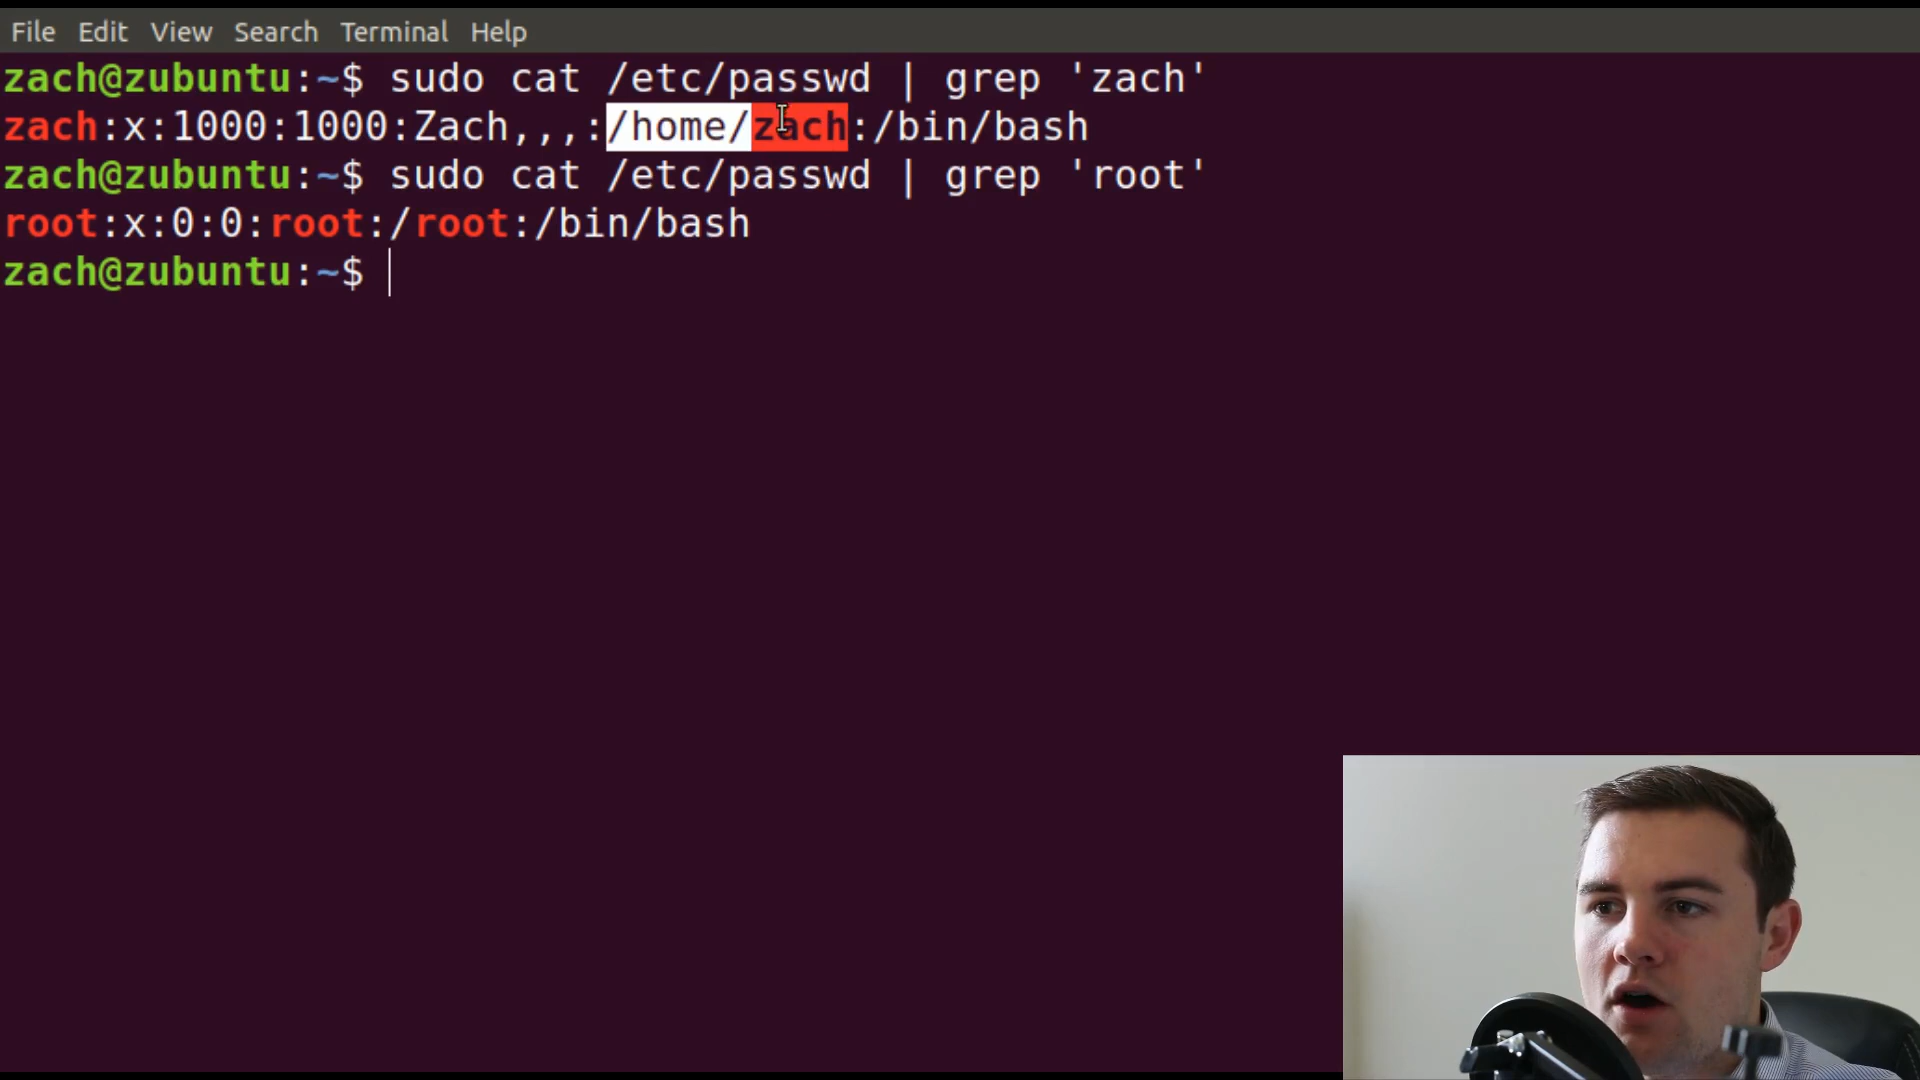 File Edit View Search Terminal Help
zach@zubuntu:~$ sudo cat /etc/passwd | grep 'zach'
zach:x:1000:1000:Zach,,,:/home/zach:/bin/bash
zach@zubuntu:~$ sudo cat /etc/passwd | grep 'root'
root:x:0:0:root:/root:/bin/bash
zach@zubuntu:~$